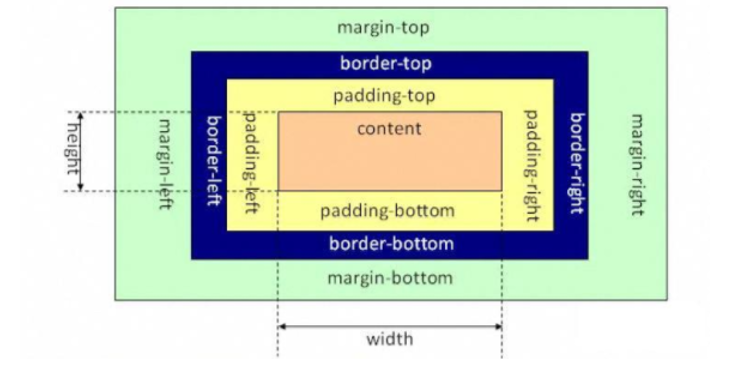 margin-top
border-top
padding-top
content
height
margin-left
border-left
padding-left
padding-right
border-right
margin-right
padding-bottom
border-bottom
margin-bottom
width